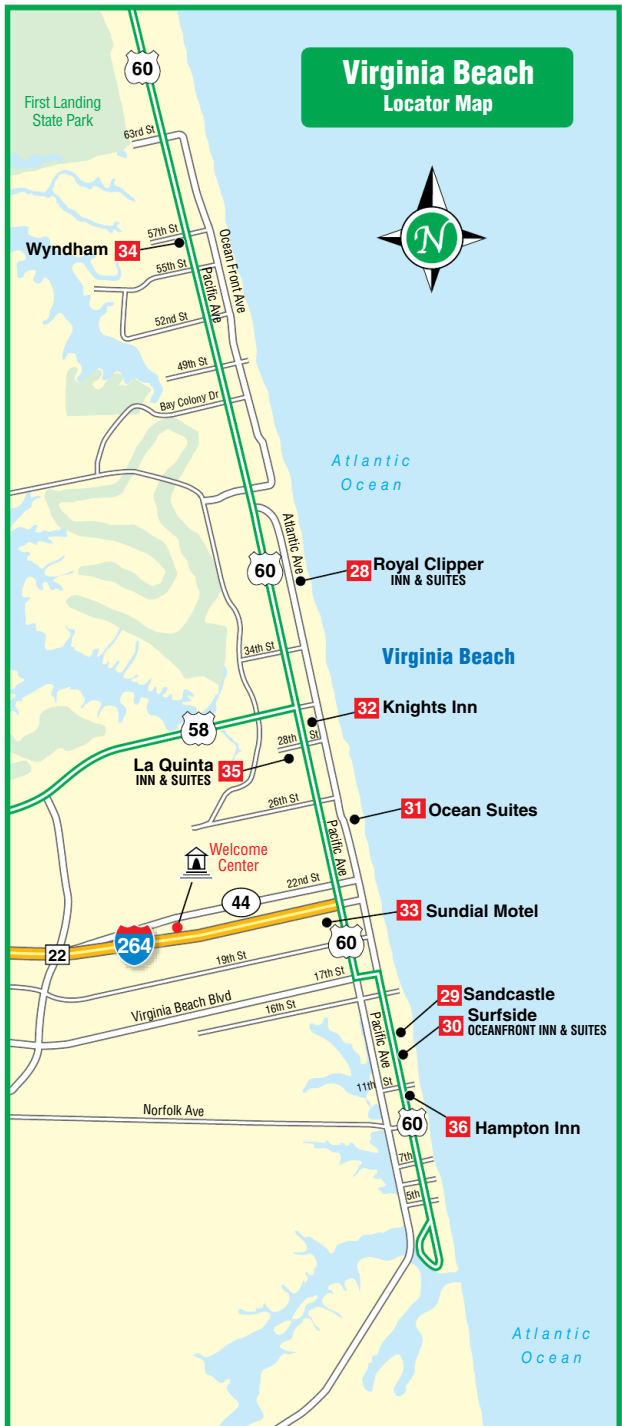 Virginia Beach
Locator Map
60
First Landing
State Park
63rd St
N
57th St
Wyndham 34
55th St
Ocean Front Ave
Pacific Ave
52nd St
49th St
Bay Colony Dr
Atlantic
Ocean
Atlantic Ave
60
28 Royal Clipper
INN & SUITES
34th St
Virginia Beach
32 Knights Inn
58
28th St
La Quinta 35
INN & SUITES
26th St
31 Ocean Suites
Pacific Ave
Welcome
Center
22nd St
44
33 Sundial Motel
264
60
22
19th St
17th St
29 Sandcastle
Virginia Beach Blvd
16th St
30 Surfside
OCEANFRONT INN & SUITES
Pacific Ave
11th St
Norfolk Ave
60
36 Hampton Inn
7th
5th
Atlantic
Ocean